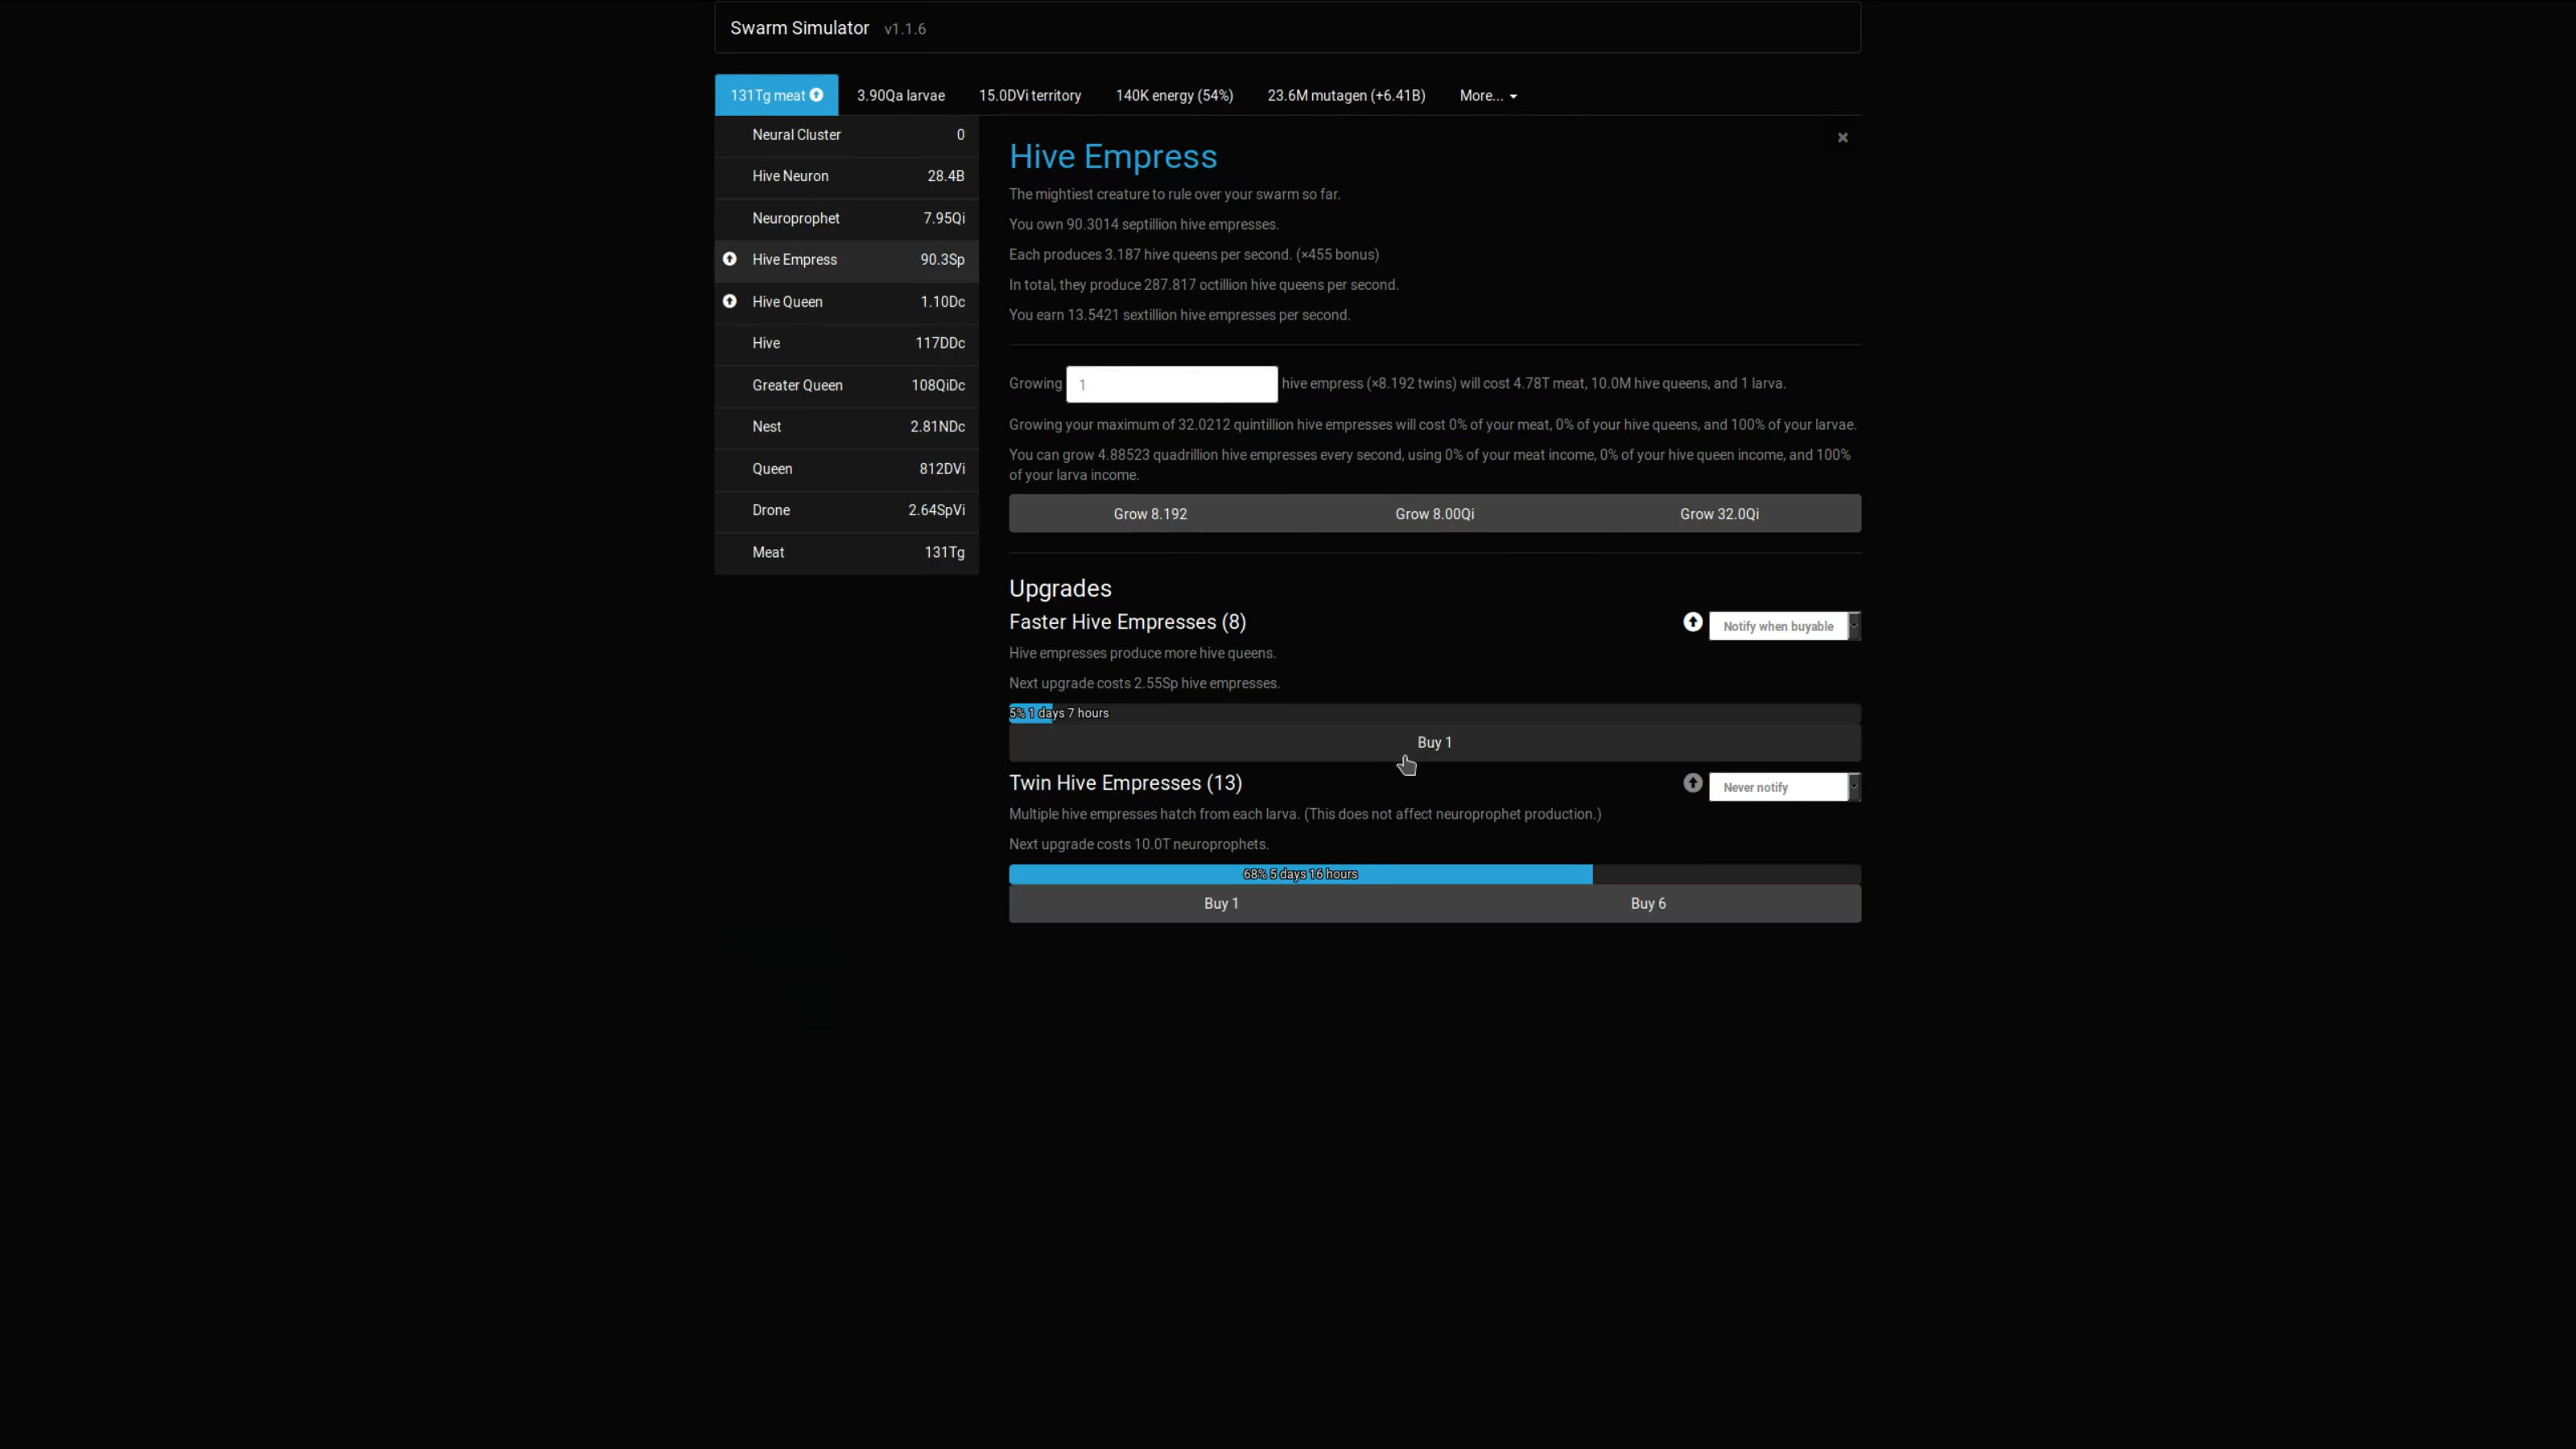 Swarm Simulator v1.1.6
131Tg meat
3.90Qa larvae
15.0DVi territory
140K energy (54%)
23.6M mutagen (+6.41B)
More...
Neural Cluster 0
Hive Neuron 28.4B
Neuroprophet 7.95Qi
Hive Empress 90.3Sp
Hive Queen 1.10Dc
Hive 117DDc
Greater Queen 108QiDc
Nest 2.81NDc
Queen 812DVi
Drone 2.64SpVi
Meat 131Tg
Hive Empress
The mightiest creature to rule over your swarm so far.
You own 90.3014 septillion hive empresses.
Each produces 3.187 hive queens per second. (×455 bonus)
In total, they produce 287.817 octillion hive queens per second.
You earn 13.5421 sextillion hive empresses per second.
Growing 1 hive empress (×8.192 twins) will cost 4.78T meat, 10.0M hive queens, and 1 larva.
Growing your maximum of 32.0212 quintillion hive empresses will cost 0% of your meat, 0% of your hive queens, and 100% of your larvae.
You can grow 4.88523 quadrillion hive empresses every second, using 0% of your meat income, 0% of your hive queen income, and 100%
of your larva income.
Grow 8.192
Grow 8.00Qi
Grow 32.0Qi
Upgrades
Faster Hive Empresses (8)
Notify when buyable
Hive empresses produce more hive queens.
Next upgrade costs 2.55Sp hive empresses.
5% 1 days 7 hours
Buy 1
Twin Hive Empresses (13)
Never notify
Multiple hive empresses hatch from each larva. (This does not affect neuroprophet production.)
Next upgrade costs 10.0T neuroprophets.
68% 5 days 16 hours
Buy 1
Buy 6